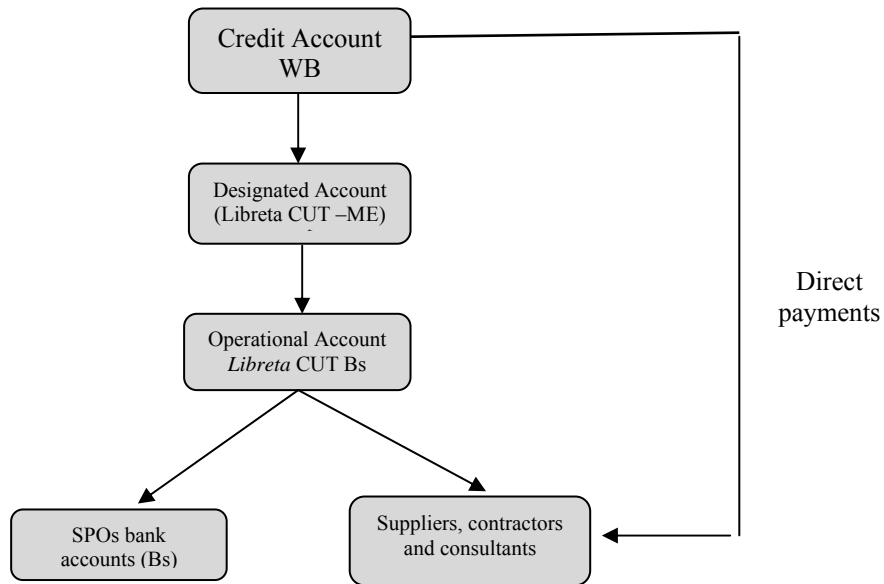 Credit Account
WB
Designated Account
(Libreta CUT –ME)
Operational Account
Libreta CUT Bs
Direct
payments
SPOs bank
accounts (Bs)
Suppliers, contractors
and consultants